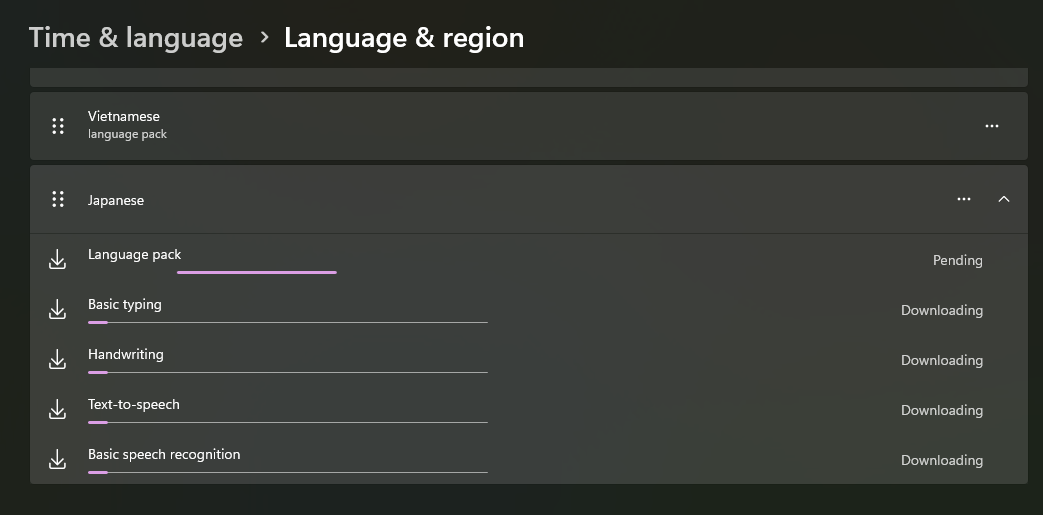 Time & language > Language & region
Vietnamese
language pack
Japanese
Language pack
Pending
Basic typing
Downloading
Handwriting
Downloading
Text-to-speech
Downloading
Basic speech recognition
Downloading